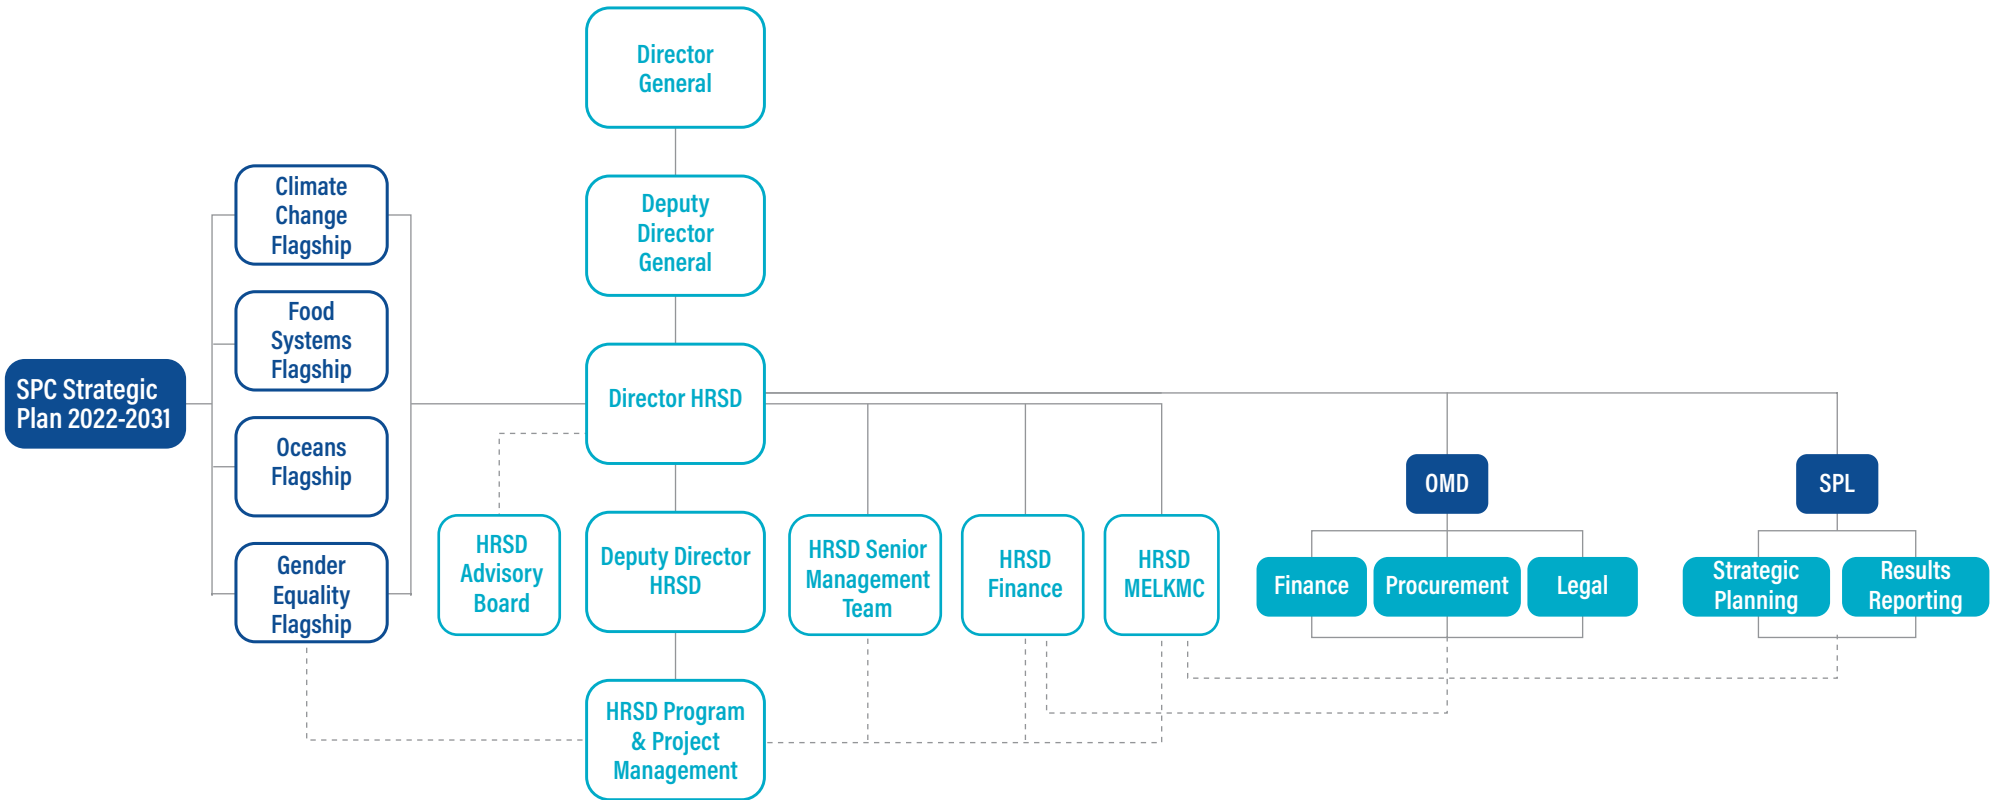 Director
General
Deputy
Director
General
Climate
Change
Flagship
Food
Systems
Flagship
SPC Strategic
Plan 2022-2031
Oceans
Flagship
Gender
Equality
Flagship
Director HRSD
HRSD
Advisory
Board
Deputy Director
HRSD
HRSD Senior
Management
Team
HRSD
Finance
HRSD
MELKMC
OMD
SPL
Finance
Procurement
Legal
Strategic
Planning
Results
Reporting
HRSD Program
& Project
Management